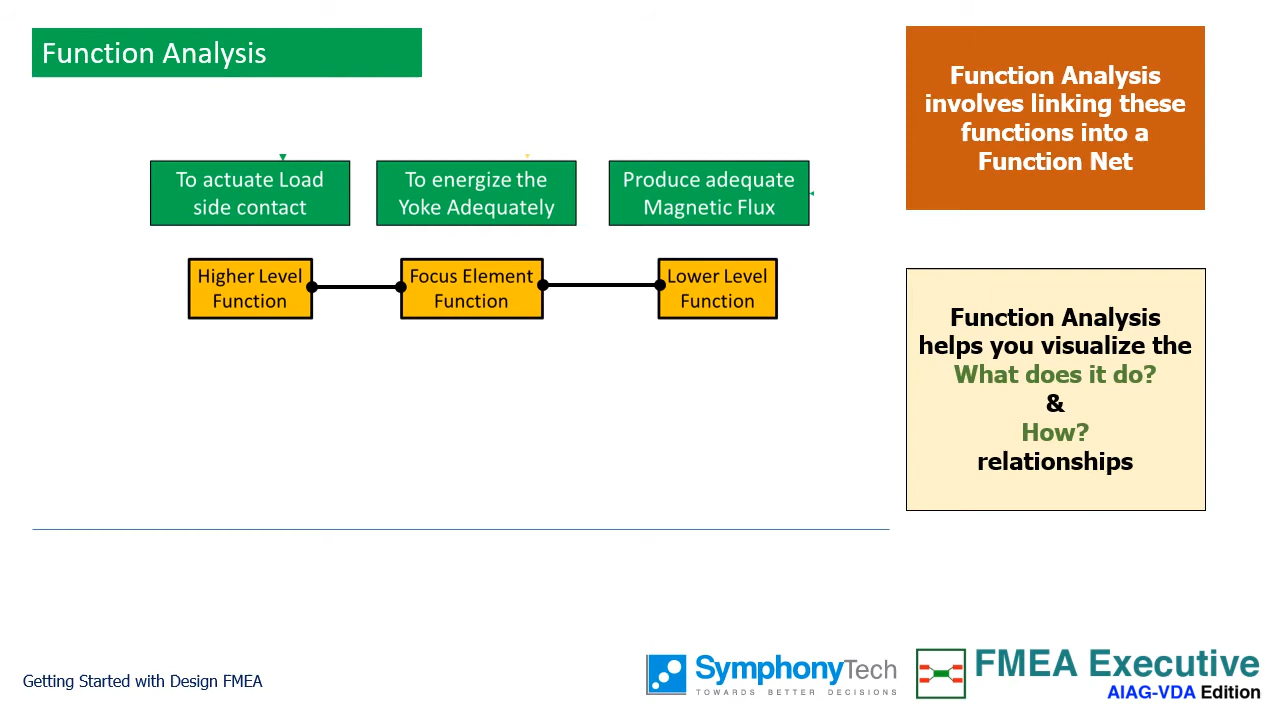 Function Analysis
To actuate Load
side contact
To energize the
Yoke Adequately
Produce adequate
Magnetic Flux
Higher Level
Function
Focus Element
Function
Lower Level
Function
Function Analysis
involves linking these
functions into a
Function Net
Function Analysis
helps you visualize the
What does it do?
&
How?
relationships
Getting Started with Design FMEA
SymphonyTech
TOWARDS BETTER DECISIONS
FMEA Executive
AIAG-VDA Edition